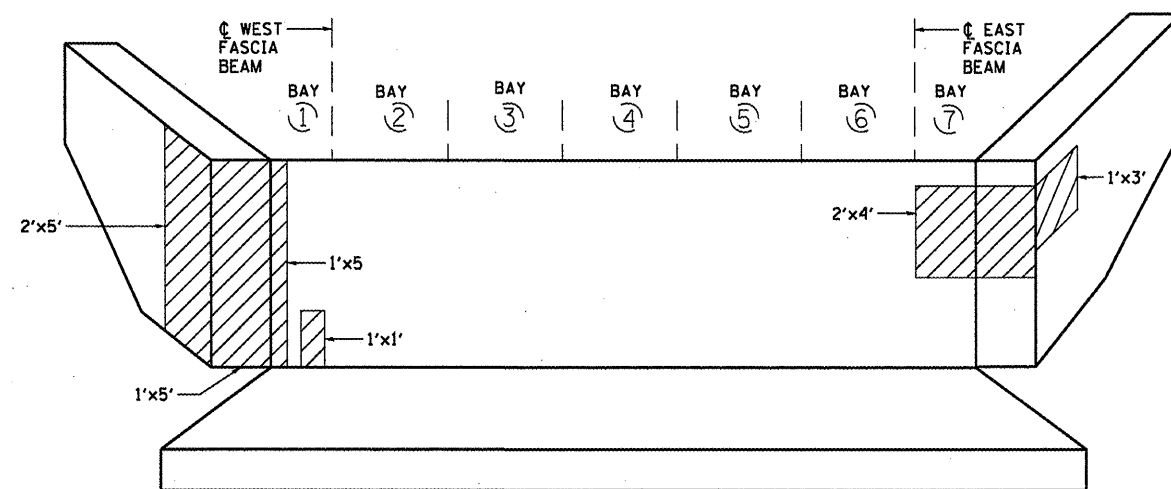 ℄ WEST
FASCIA
BEAM
℄ EAST
FASCIA
BEAM
BAY
1
BAY
2
BAY
3
BAY
4
BAY
5
BAY
6
BAY
7
2'x5'
1'x5
1'x1'
1'x5'
2'x4'
1'x3'